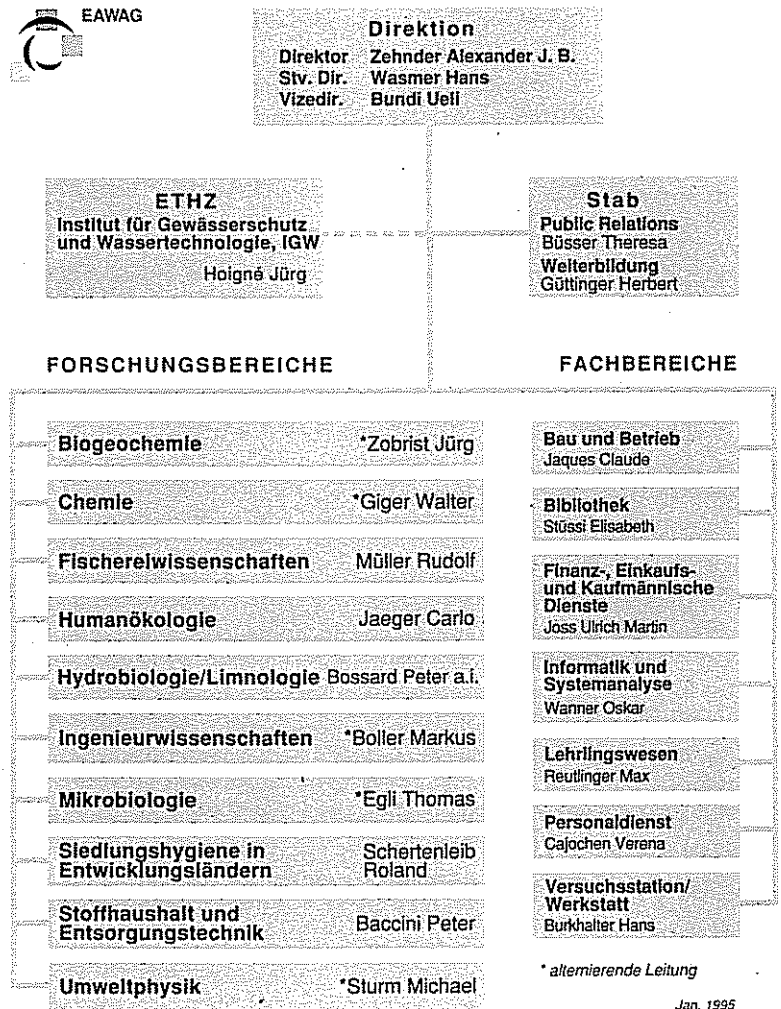 EAWAG
Direktion
Direktor Zehnder Alexander J. B.
Stv. Dir. Wasmer Hans
Vizedir. Bundi Ueli
ETHZ
Institut für Gewässerschutz
und Wassertechnologie, IGW
Hoigné Jürg
Stab
Public Relations
Büsser Theresa
Weiterbildung
Güttinger Herbert
FORSCHUNGSBEREICHE
Biogeochemie *Zobrist Jürg
Chemie *Giger Walter
Fischereiwissenschaften Müller Rudolf
Humanökologie Jaeger Carlo
Hydrobiologie/Limnologie Bossard Peter a.i.
Ingenieurwissenschaften *Boller Markus
Mikrobiologie *Egli Thomas
Siedlungshygiene in Schertenleib
Entwicklungsländern Roland
Stoffhaushalt und
Entsorgungstechnik Baccini Peter
Umweltphysik *Sturm Michael
FACHBEREICHE
Bau und Betrieb
Jaques Claude
Bibliothek
Stüssi Elisabeth
Finanz-, Einkaufs-
und Kaufmännische
Dienste
Joss Ulrich Martin
Informatik und
Systemanalyse
Wanner Oskar
Lehrlingswesen
Reutlinger Max
Personaldienst
Cajochen Verena
Versuchsstation/
Werkstatt
Burkhalter Hans
* alternierende Leitung
Jan. 1995